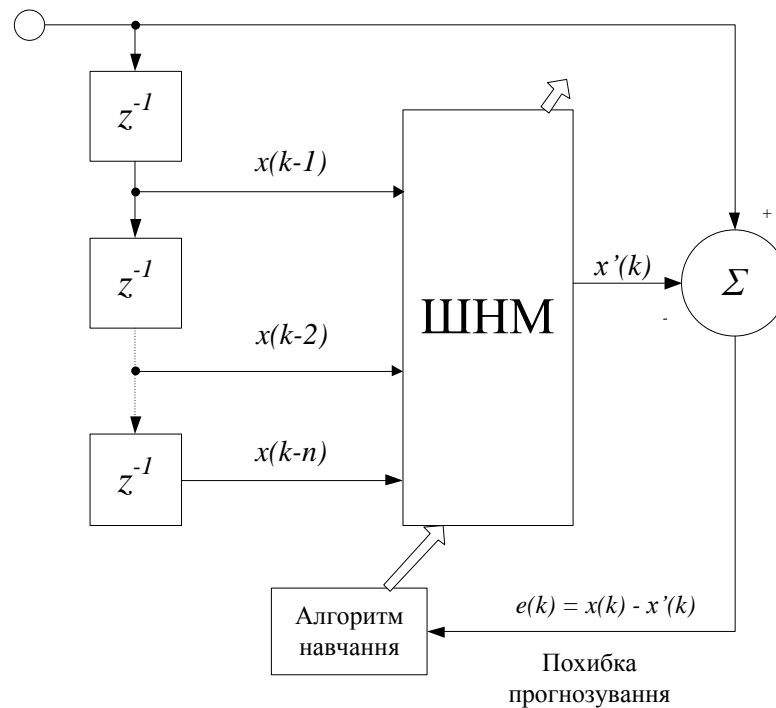 z⁻¹
x(k-1)
+
z⁻¹
ШНМ
x’(k)
Σ
-
x(k-2)
z⁻¹
x(k-n)
Алгоритм
навчання
e(k) = x(k) - x’(k)
Похибка
прогнозування